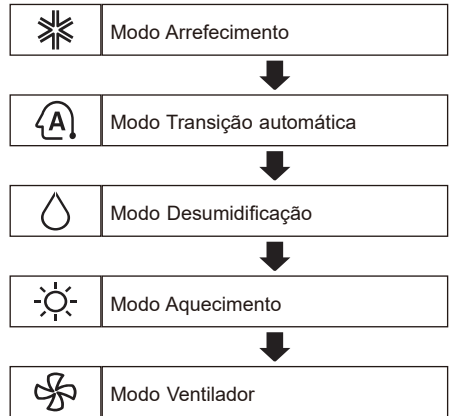 Modo Arrefecimento
A
Modo Transição automática
Modo Desumidificação
Modo Aquecimento
Modo Ventilador